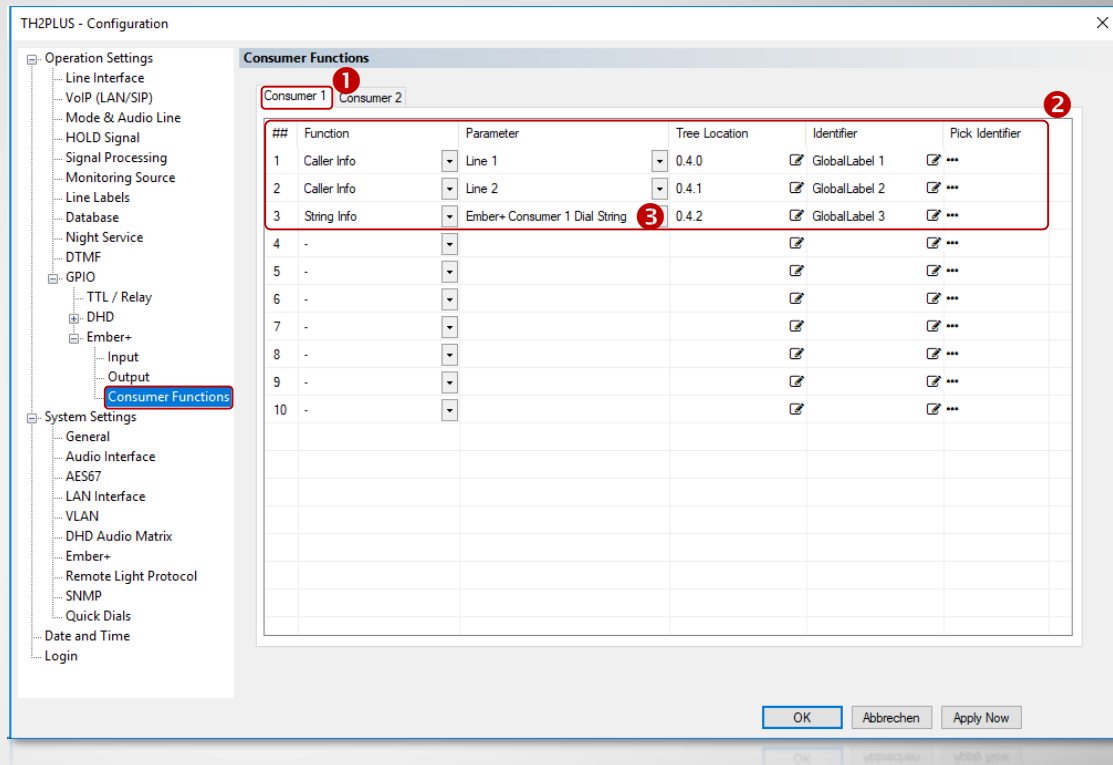 TH2PLUS - Configuration
Operation Settings
Line Interface
VoIP (LAN/SIP)
Mode & Audio Line
HOLD Signal
Signal Processing
Monitoring Source
Line Labels
Database
Night Service
DTMF
GPIO
TTL / Relay
DHD
Ember+
Input
Output
Consumer Functions
System Settings
General
Audio Interface
AES67
LAN Interface
VLAN
DHD Audio Matrix
Ember+
Remote Light Protocol
SNMP
Quick Dials
Date and Time
Login
Consumer Functions
1
Consumer 1 Consumer 2
2
## Function Parameter Tree Location Identifier Pick Identifier
1 Caller Info Line 1 0.4.0 GlobalLabel 1 •••
2 Caller Info Line 2 0.4.1 GlobalLabel 2 •••
3 String Info Ember+ Consumer 1 Dial String 3 0.4.2 GlobalLabel 3 •••
4 - •••
5 - •••
6 - •••
7 - •••
8 - •••
9 - •••
10 - •••
OK Abbrechen Apply Now